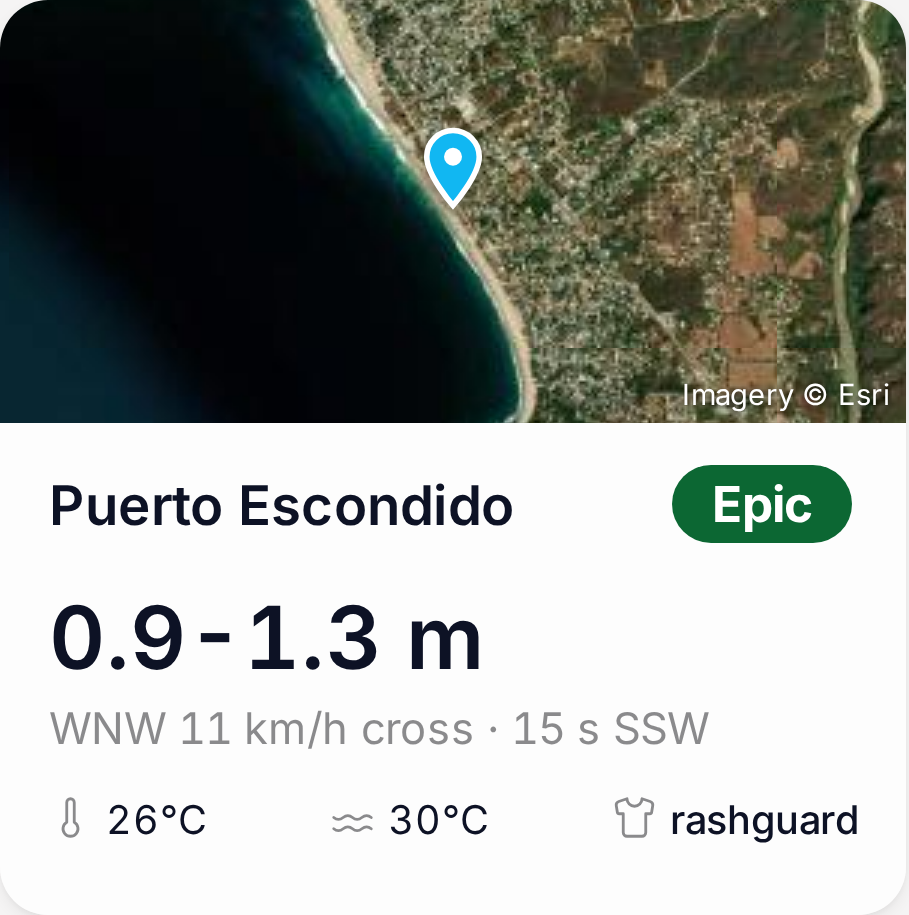 Imagery © Esri
Puerto Escondido
Epic
0.9-1.3 m
WNW 11 km/h cross · 15 s SSW
26°C
30°C
rashguard